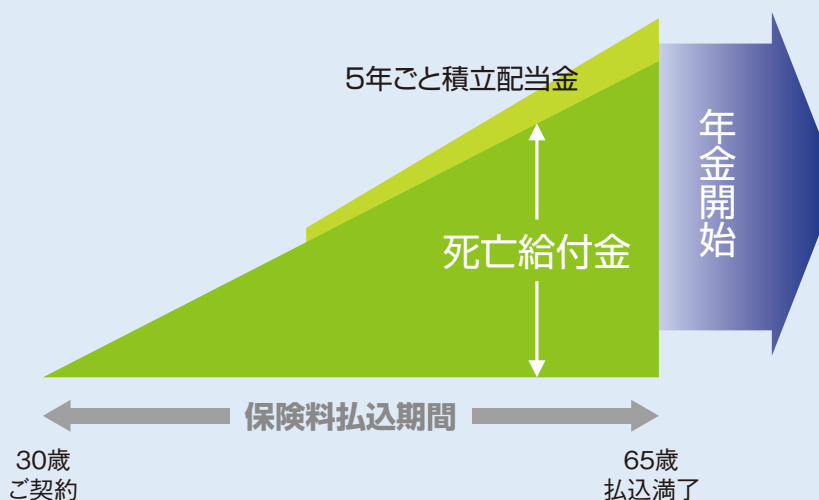 5年ごと積立配当金
年金開始
死亡給付金
保険料払込期間
30歳
ご契約
65歳
払込満了